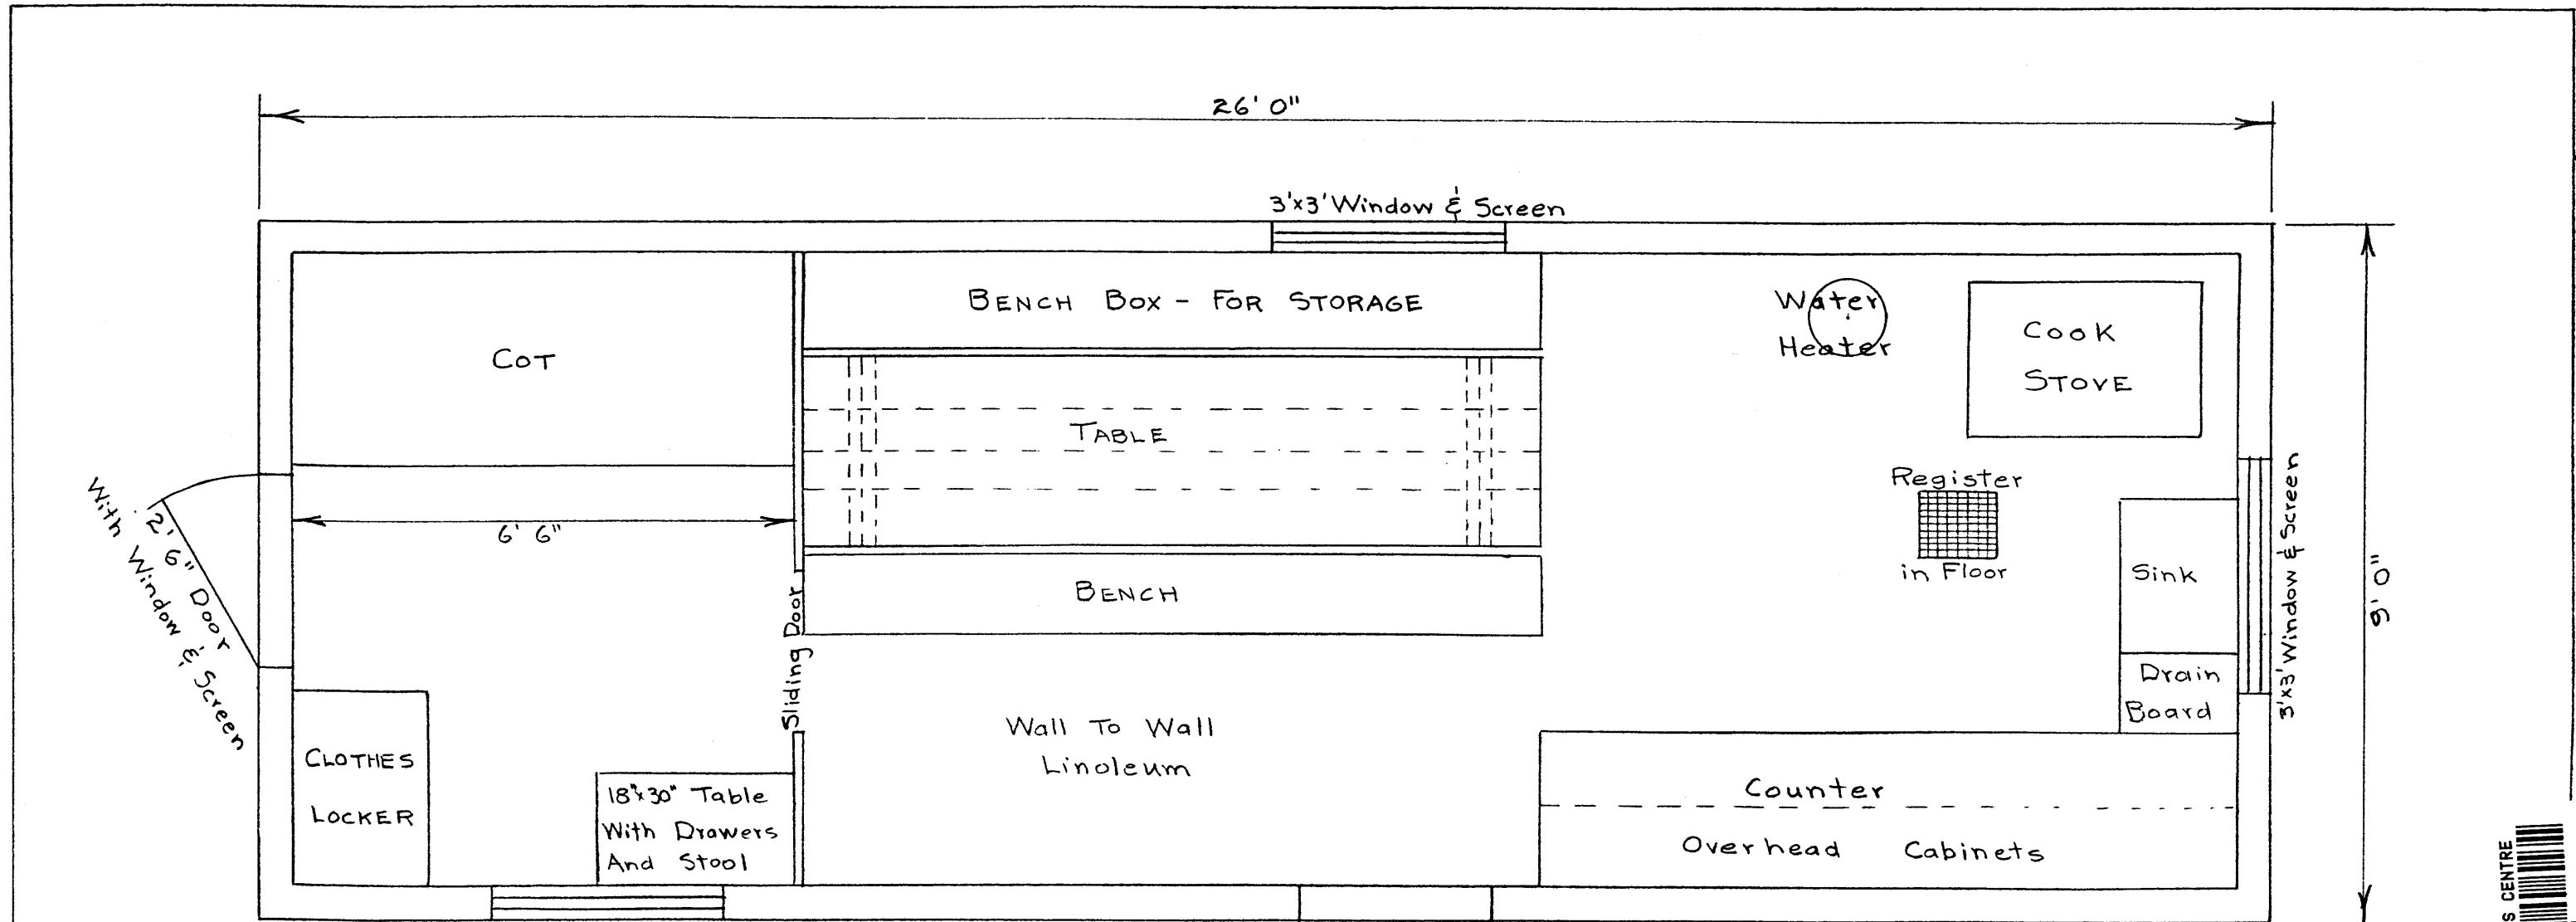 26' 0"
3'x3' Window & Screen
BENCH BOX - FOR STORAGE
Water
Heater
COOK
STOVE
COT
TABLE
Register
in Floor
6' 6"
2' 6" Door
With Window & Screen
Sliding Door
BENCH
Sink
Drain
Board
3'x3' Window & Screen
9' 0"
Wall To Wall
Linoleum
CLOTHES
LOCKER
18"x30" Table
With Drawers
And Stool
Counter
Overhead Cabinets
S CENTRE